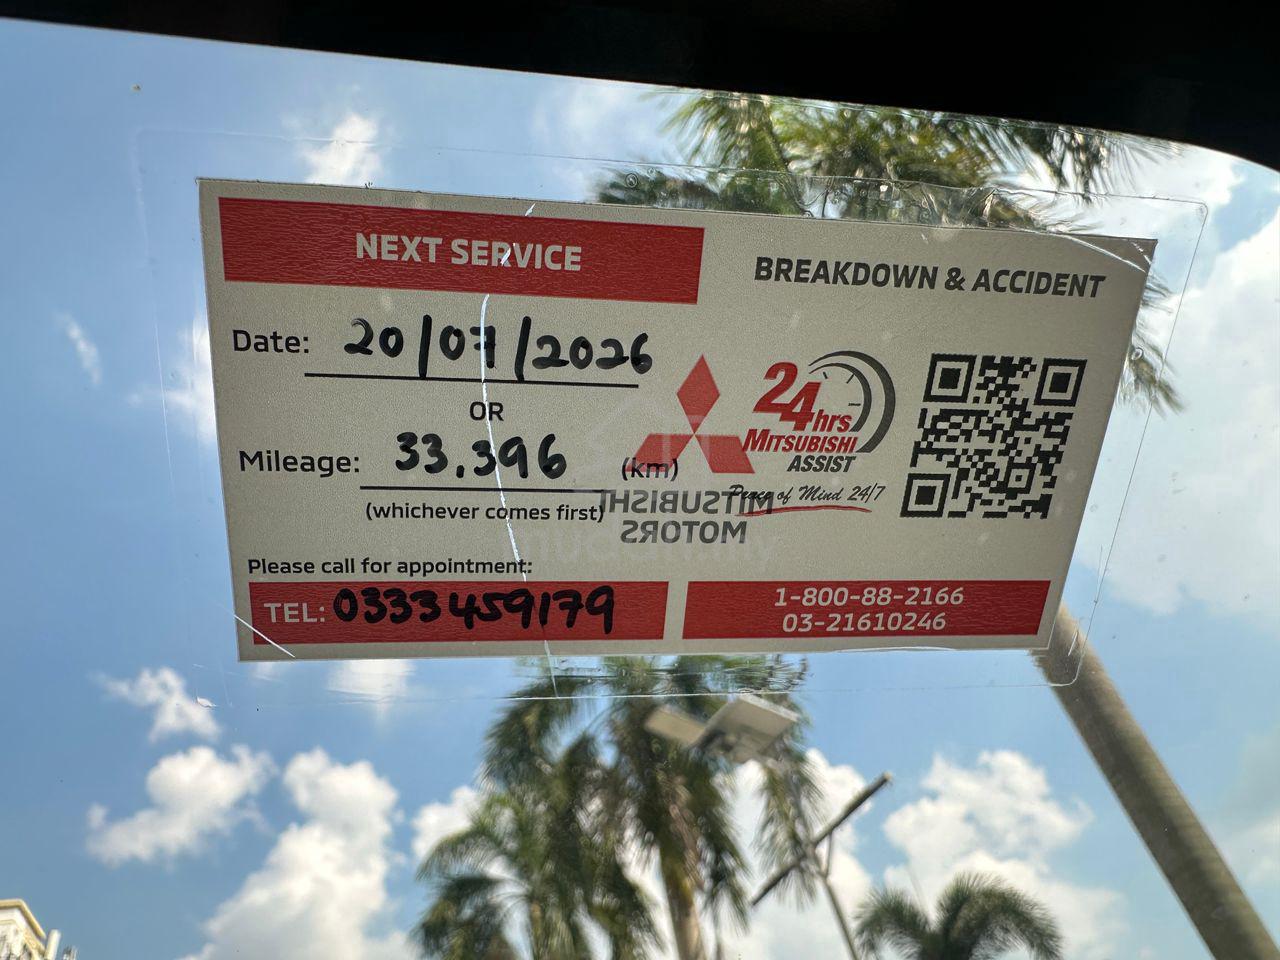 NEXT SERVICE
Date: 20/07/2026
OR
Mileage: 33,396 (km)
(whichever comes first)
Please call for appointment:
TEL: 0333459179
BREAKDOWN & ACCIDENT
24hrs
MITSUBISHI
ASSIST
Peace of Mind 24/7
MITSUBISHI
MOTORS
1-800-88-2166
03-21610246